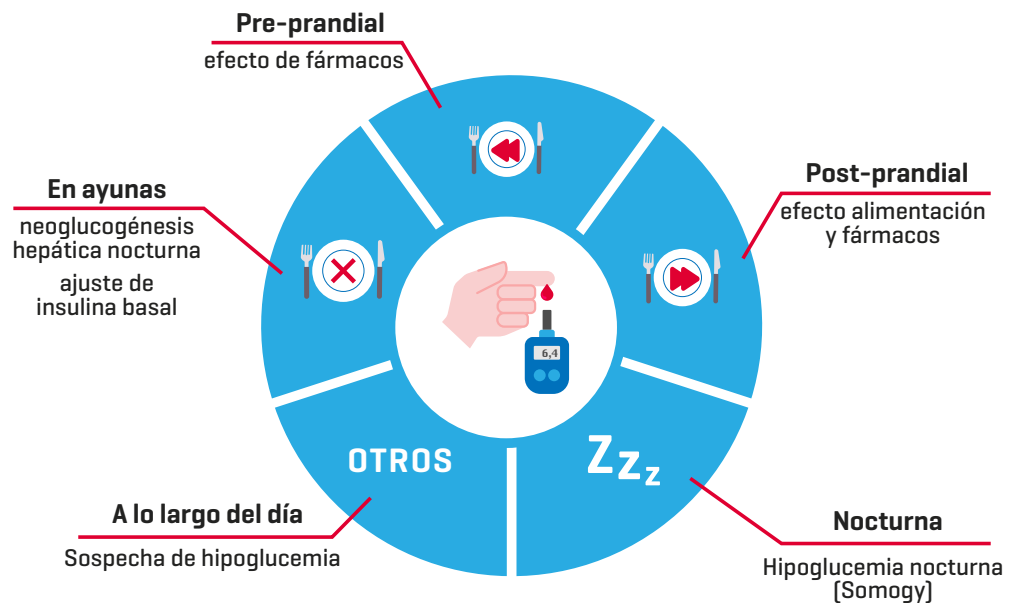 Pre-prandial
efecto de fármacos
En ayunas
neoglucogénesis
hepática nocturna
ajuste de
insulina basal
Post-prandial
efecto alimentación
y fármacos
6,4
OTROS
Zzz
A lo largo del día
Sospecha de hipoglucemia
Nocturna
Hipoglucemia nocturna
(Somogy)